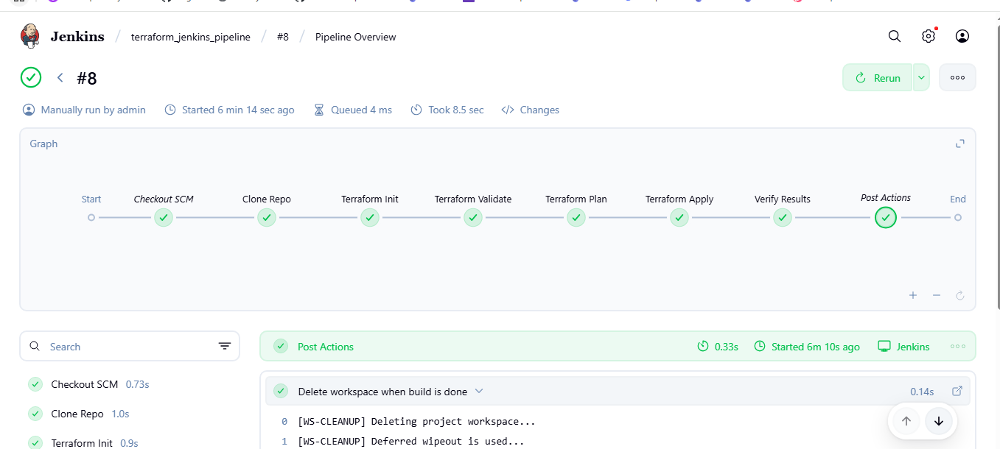 Jenkins / terraform_jenkins_pipeline / #8 / Pipeline Overview
#8
Rerun
Manually run by admin Started 6 min 14 sec ago Queued 4 ms Took 8.5 sec </> Changes
Graph
Start Checkout SCM Clone Repo Terraform Init Terraform Validate Terraform Plan Terraform Apply Verify Results Post Actions End
Search
Post Actions 0.33s Started 6m 10s ago Jenkins
Checkout SCM 0.73s
Delete workspace when build is done 0.14s
Clone Repo 1.0s
0 [WS-CLEANUP] Deleting project workspace...
1 [WS-CLEANUP] Deferred wipeout is used...
Terraform Init 0.9s